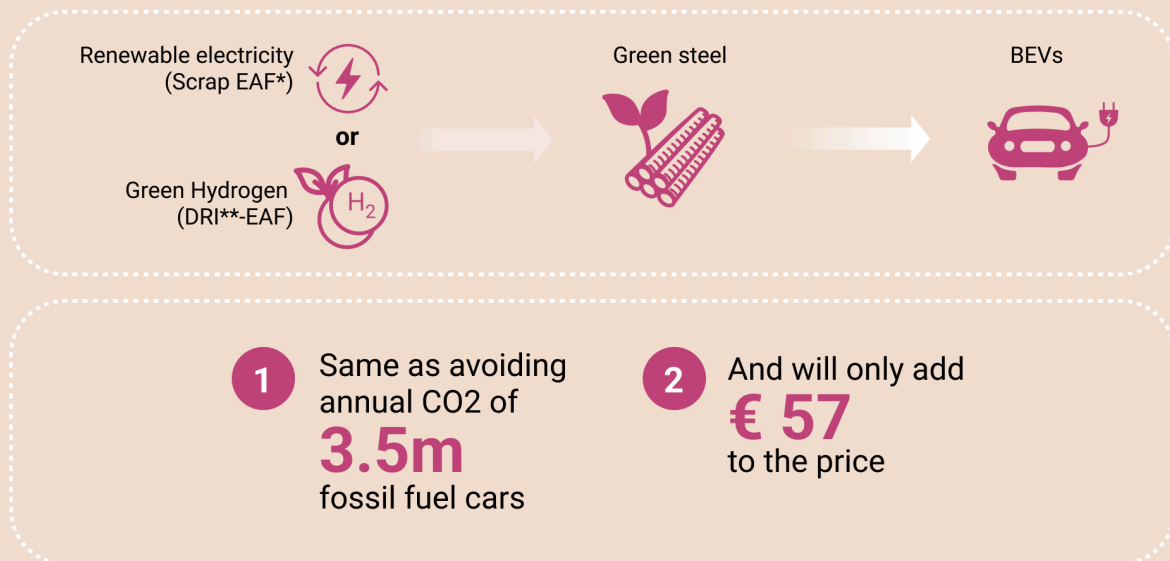 Renewable electricity
(Scrap EAF*)
or
Green Hydrogen
(DRI**-EAF)
H2
Green steel
BEVs
1
Same as avoiding
annual CO2 of
3.5m
fossil fuel cars
2
And will only add
€ 57
to the price